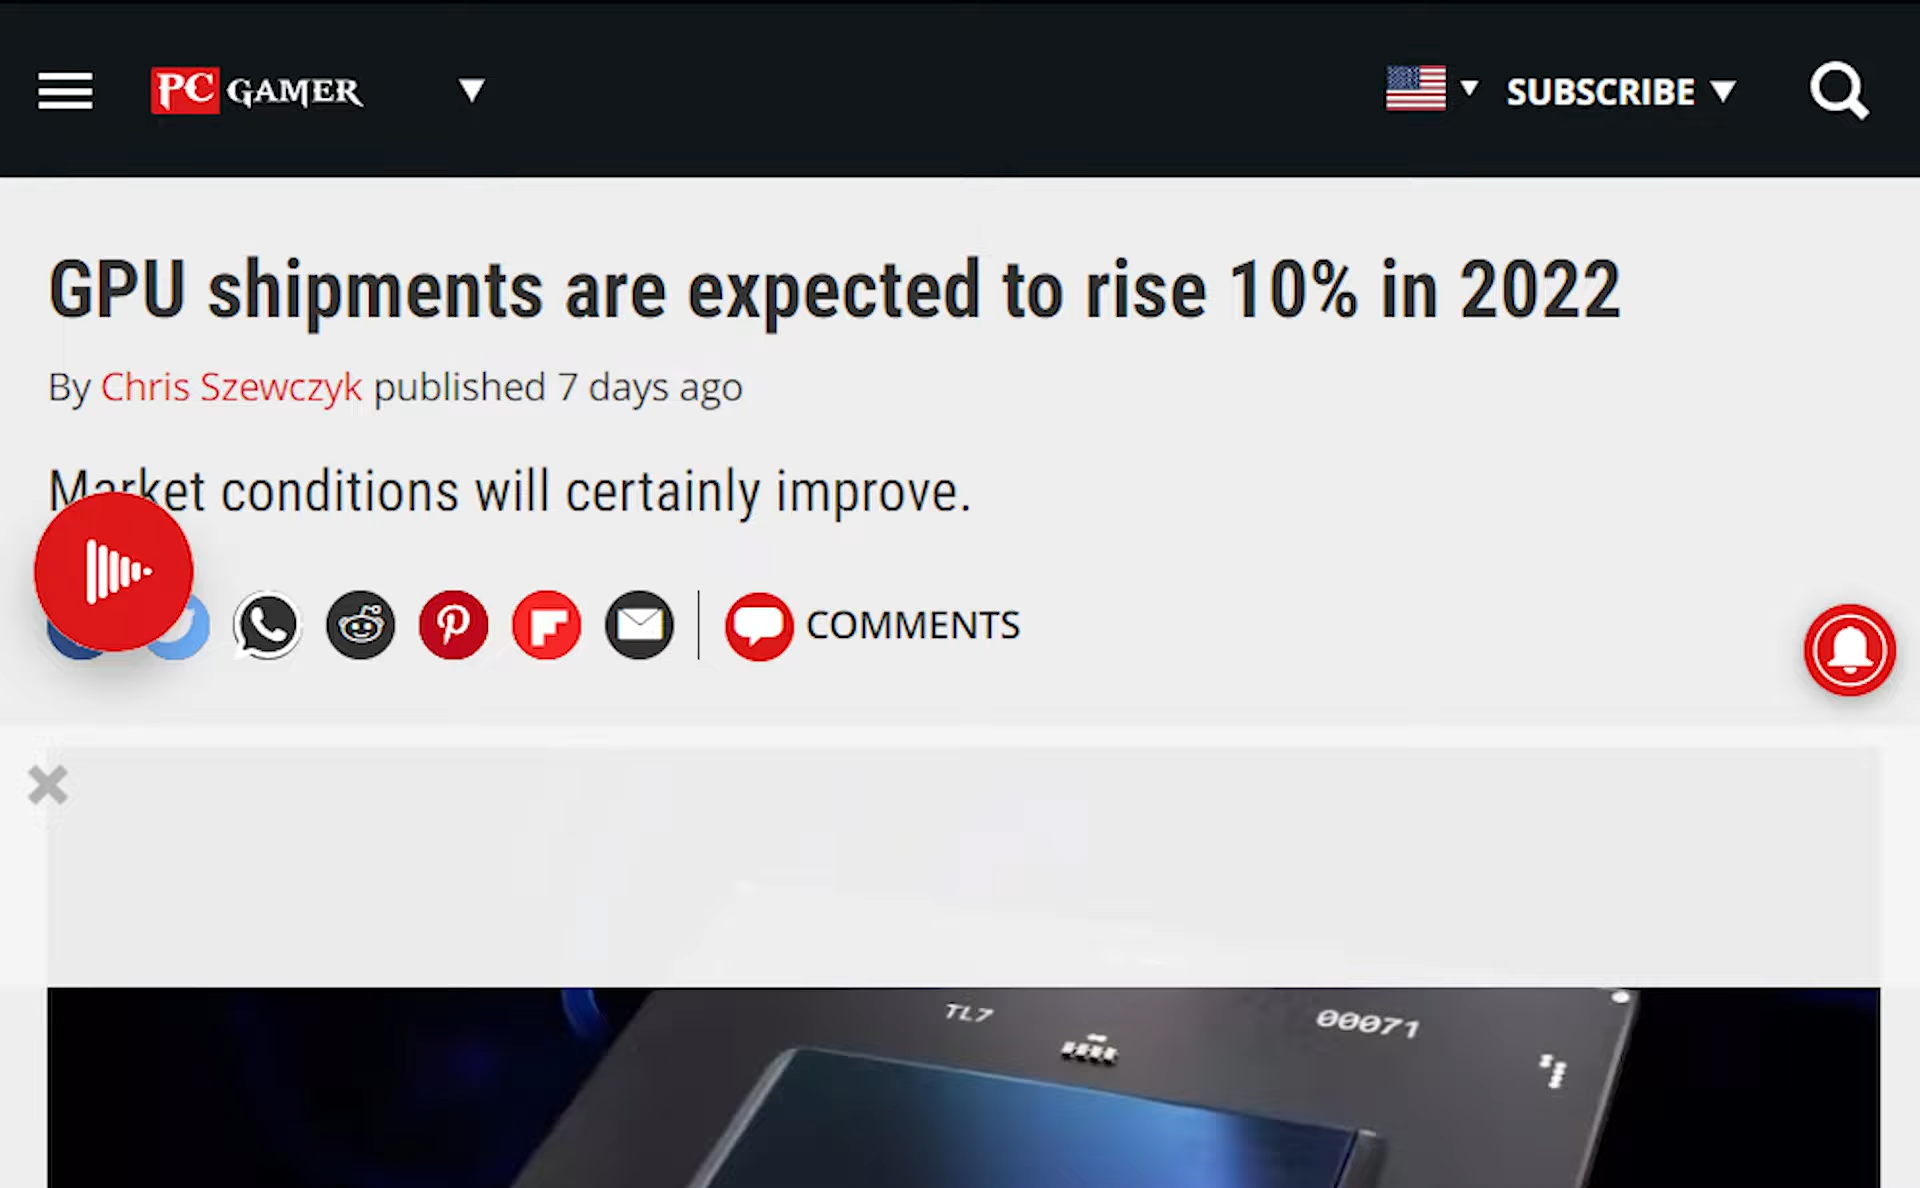 PC GAMER
SUBSCRIBE
GPU shipments are expected to rise 10% in 2022
By Chris Szewczyk published 7 days ago
Market conditions will certainly improve.
COMMENTS
TL7
00071